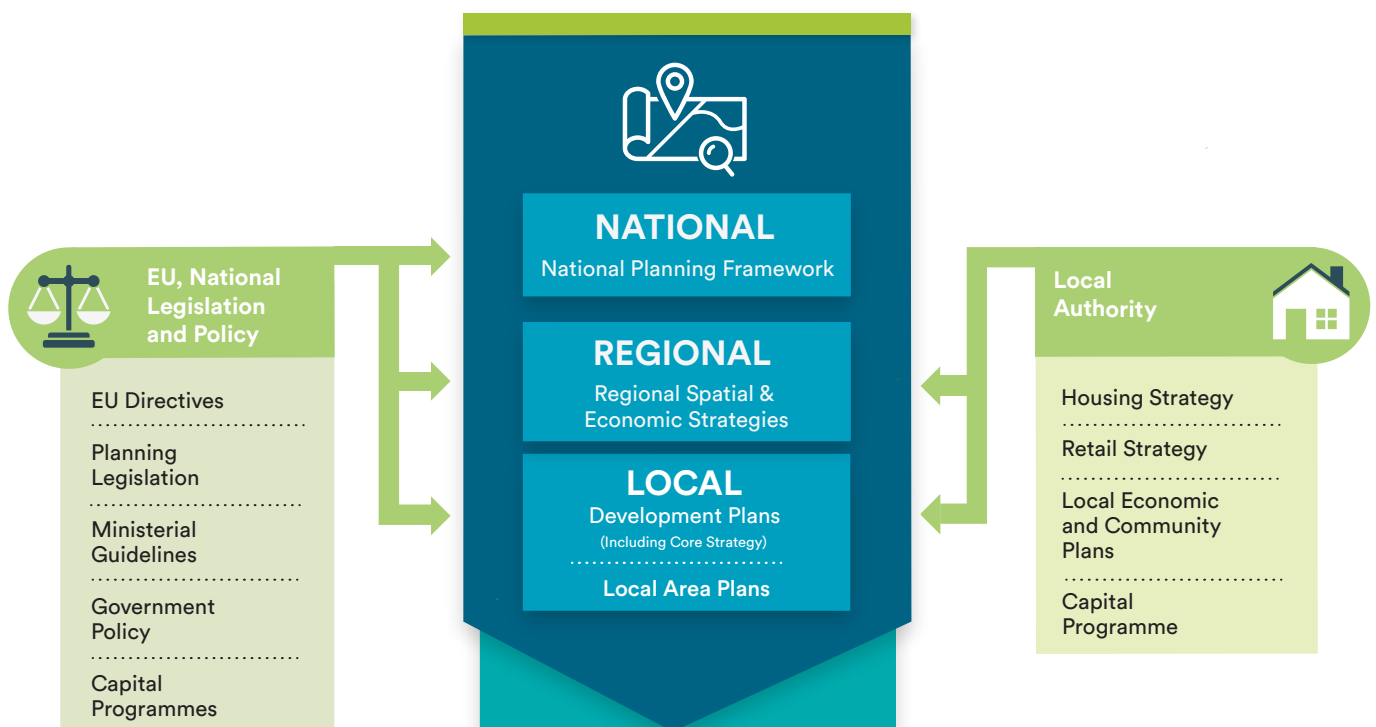 NATIONAL
National Planning Framework
REGIONAL
Regional Spatial &
Economic Strategies
LOCAL
Development Plans
(Including Core Strategy)
Local Area Plans
EU, National
Legislation
and Policy
EU Directives
Planning
Legislation
Ministerial
Guidelines
Government
Policy
Capital
Programmes
Local
Authority
Housing Strategy
Retail Strategy
Local Economic
and Community
Plans
Capital
Programme